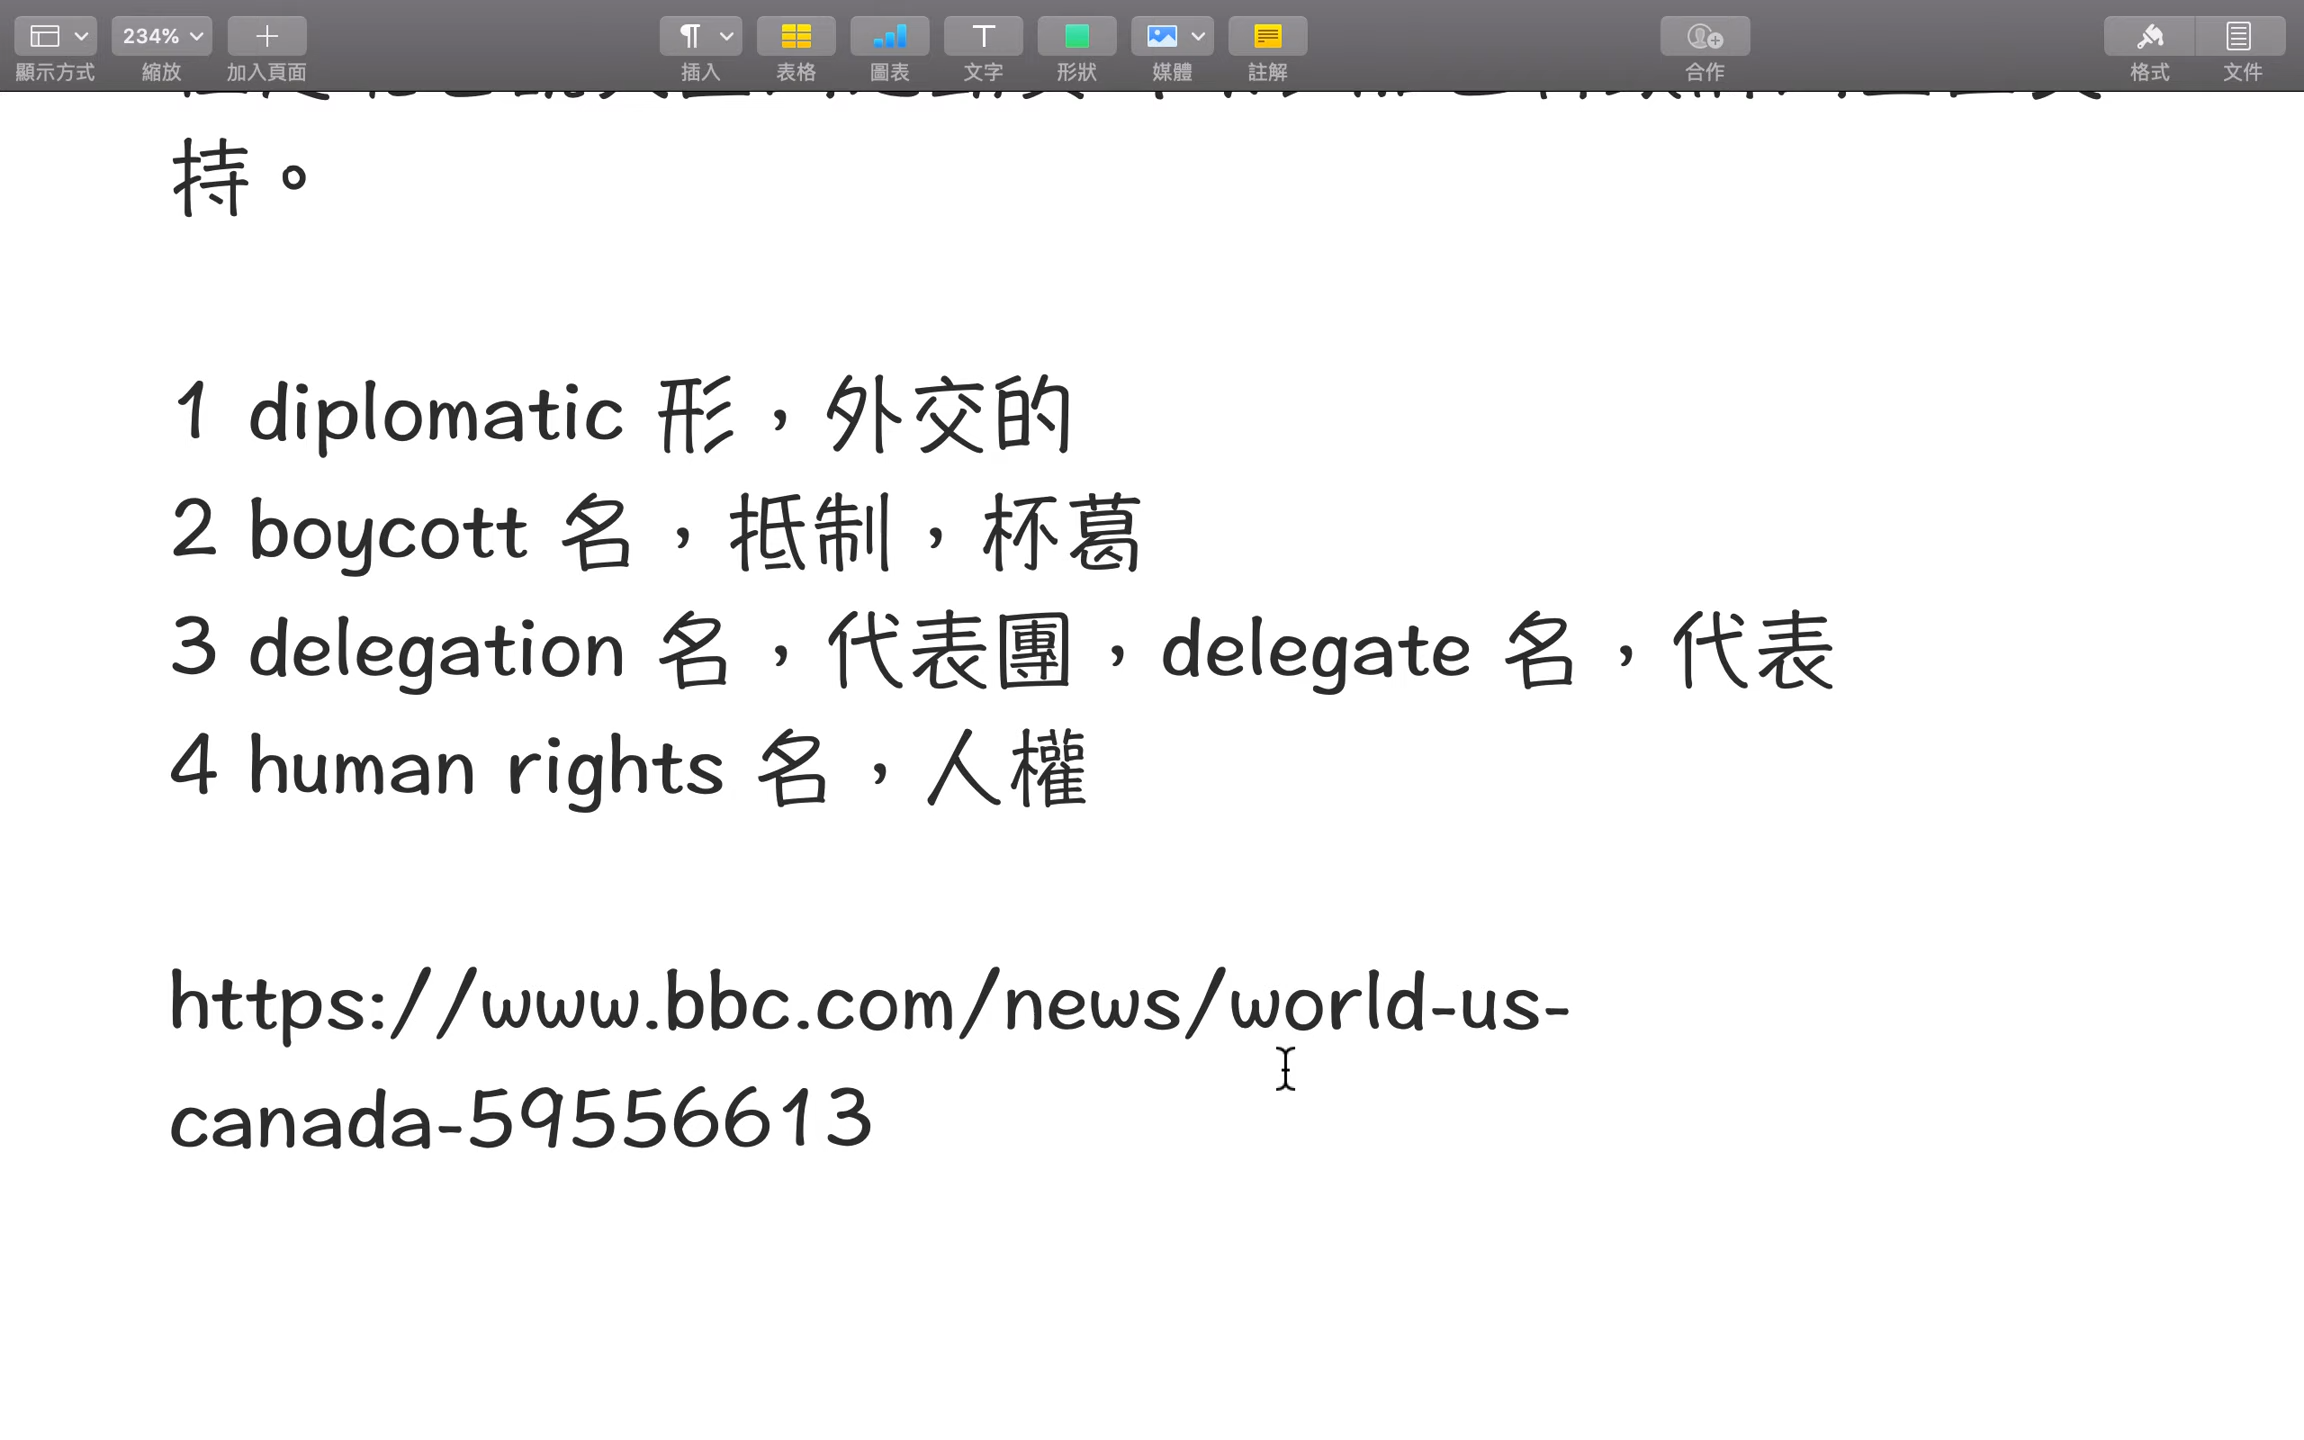 234%
顯示方式 縮放 加入頁面 插入 表格 圖表 文字 形狀 媒體 註解 合作 格式 文件
持。
1 diplomatic 形，外交的
2 boycott 名，抵制，杯葛
3 delegation 名，代表團，delegate 名，代表
4 human rights 名，人權
https://www.bbc.com/news/world-us-
canada-59556613